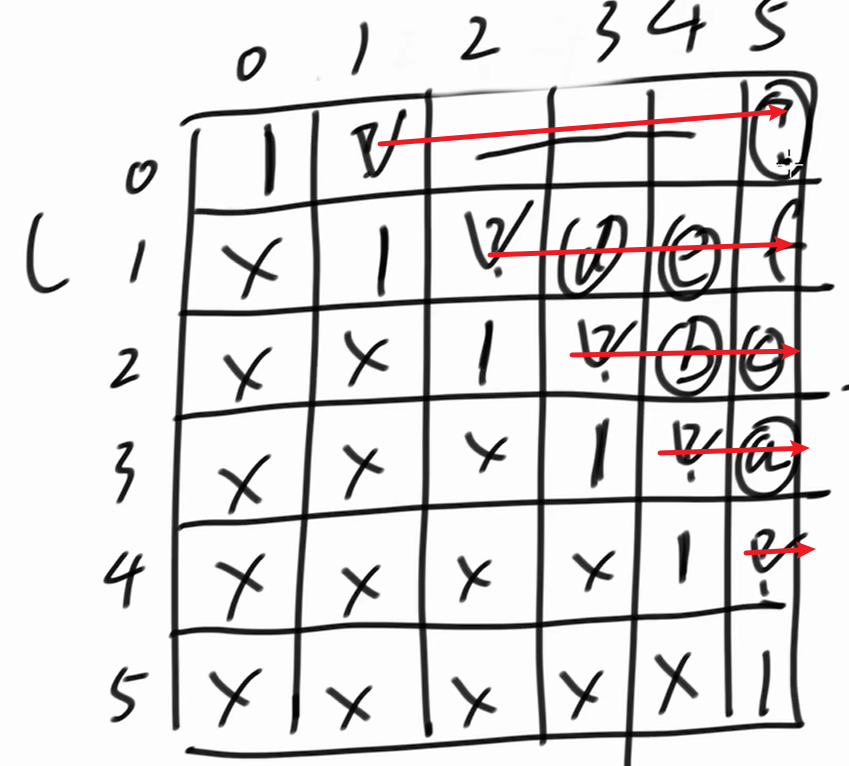 0 1 2 3 4 5
0 1 ? ?
( 1 x 1 ? d e f
2 x x 1 ? b c
3 x x x 1 ? a
4 x x x x 1 ?
5 x x x x x 1